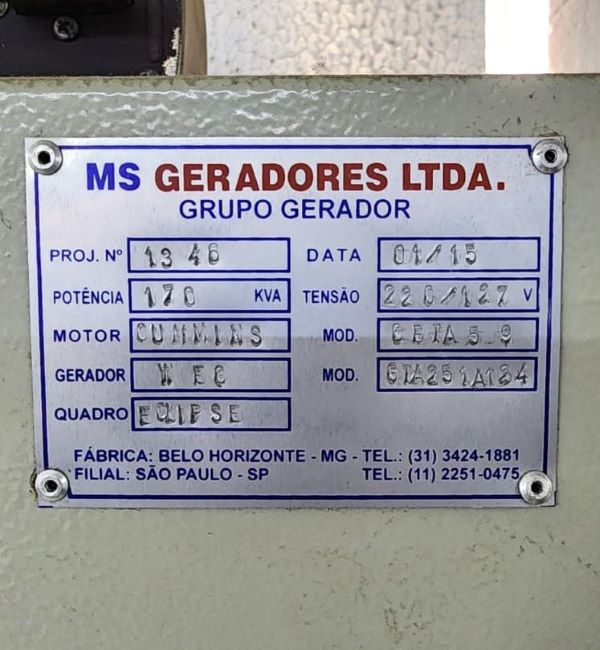 MS GERADORES LTDA.
GRUPO GERADOR
PROJ. Nº 1346 DATA 01/15
POTÊNCIA 170 KVA TENSÃO 220/127 V
MOTOR CUMMINS MOD. 6BTA5.9
GERADOR WEG MOD. GTA251AI34
QUADRO
FÁBRICA: BELO HORIZONTE - MG - TEL.: (31) 3424-1881
FILIAL: SÃO PAULO - SP TEL.: (11) 2251-0475